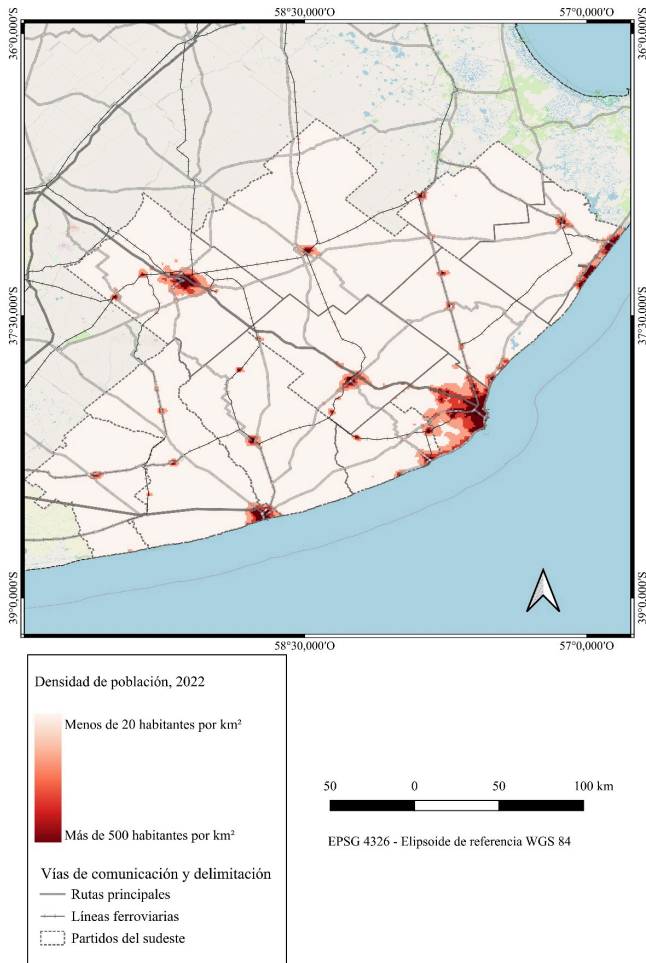 58°30,000'O 57°0,000'O
36°0,000'S 36°0,000'S
37°30,000'S 37°30,000'S
39°0,000'S 39°0,000'S
58°30,000'O 57°0,000'O
Densidad de población, 2022
Menos de 20 habitantes por km²
Más de 500 habitantes por km²
Vías de comunicación y delimitación
Rutas principales
Líneas ferroviarias
Partidos del sudeste
50 0 50 100 km
EPSG 4326 - Elipsoide de referencia WGS 84